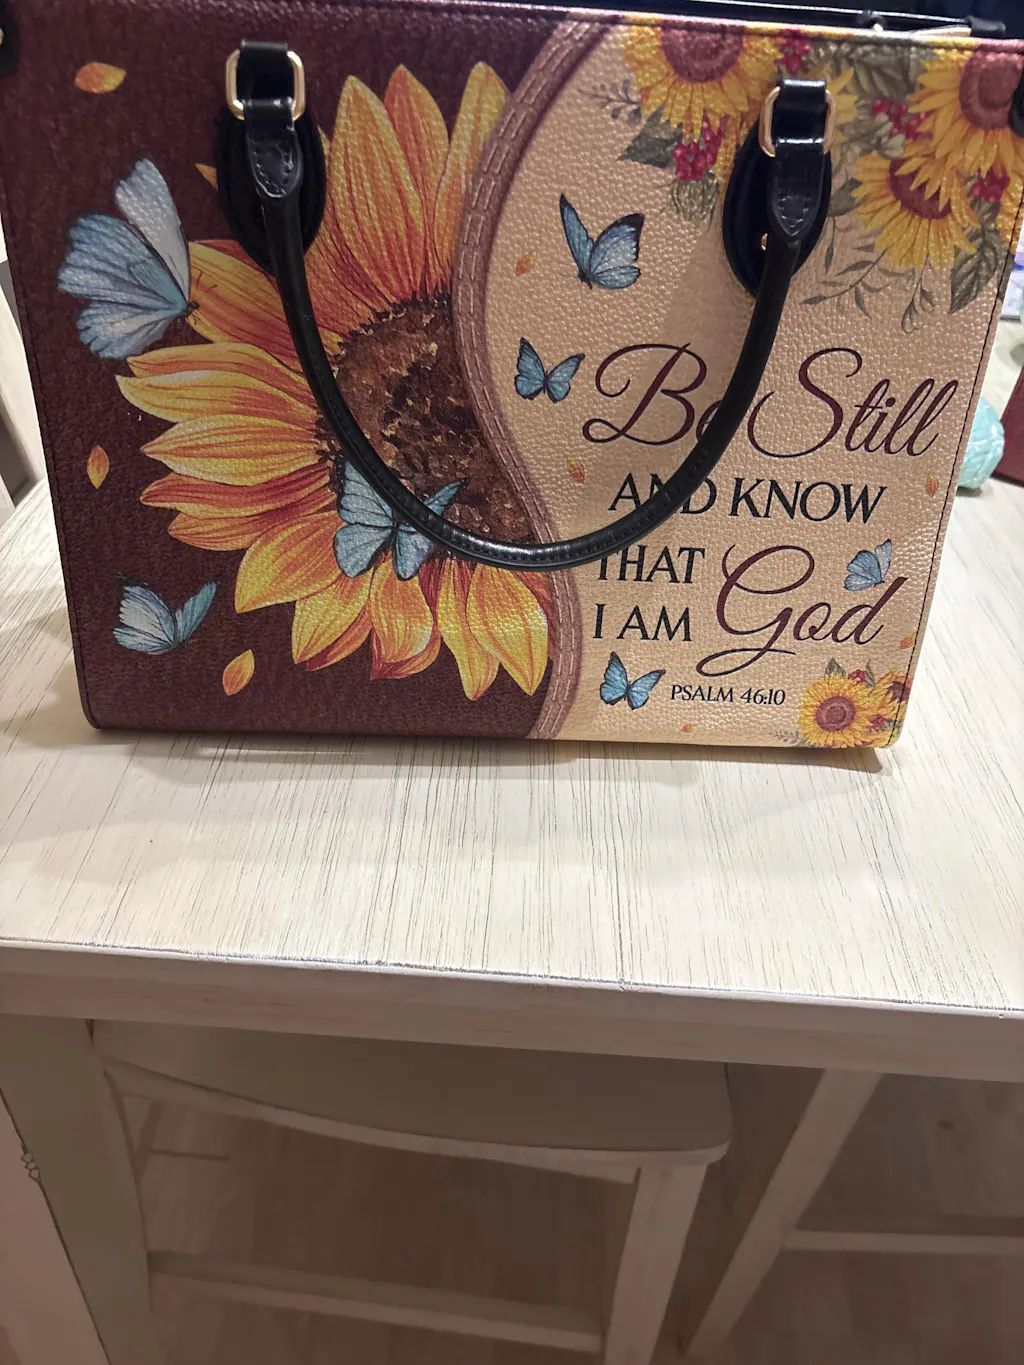 Be Still
AND KNOW
THAT
I AM God
PSALM 46:10